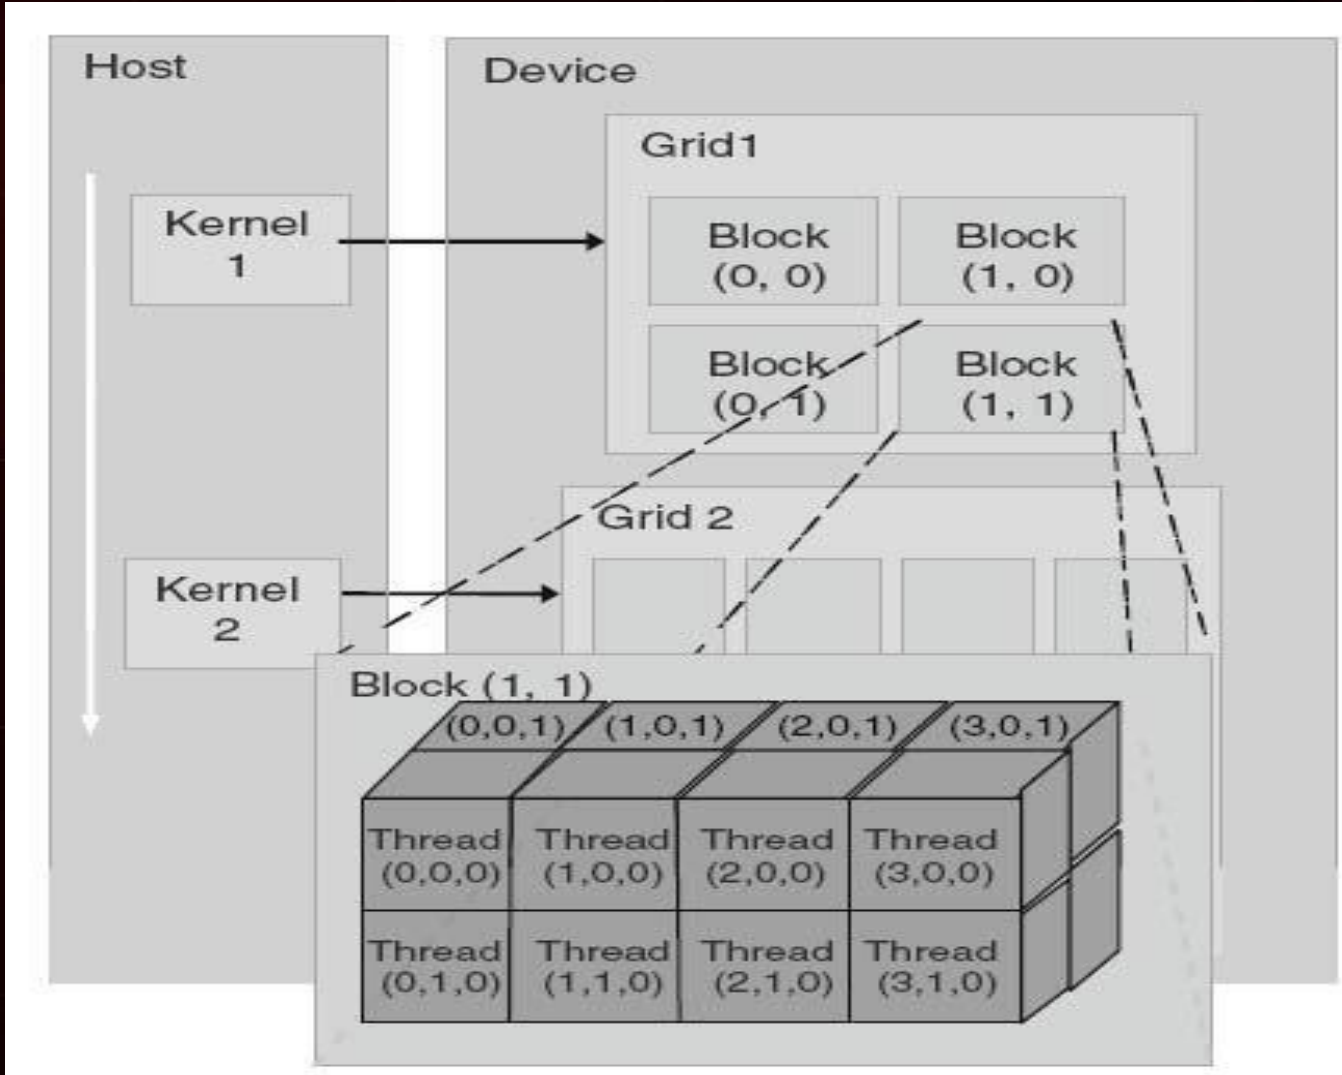 Host
Device
Grid1
Kernel
1
Block
(0, 0)
Block
(1, 0)
Block
(0, 1)
Block
(1, 1)
Grid 2
Kernel
2
Block (1, 1)
(0,0,1) (1,0,1) (2,0,1) (3,0,1)
Thread
(0,0,0)
Thread
(1,0,0)
Thread
(2,0,0)
Thread
(3,0,0)
Thread
(0,1,0)
Thread
(1,1,0)
Thread
(2,1,0)
Thread
(3,1,0)